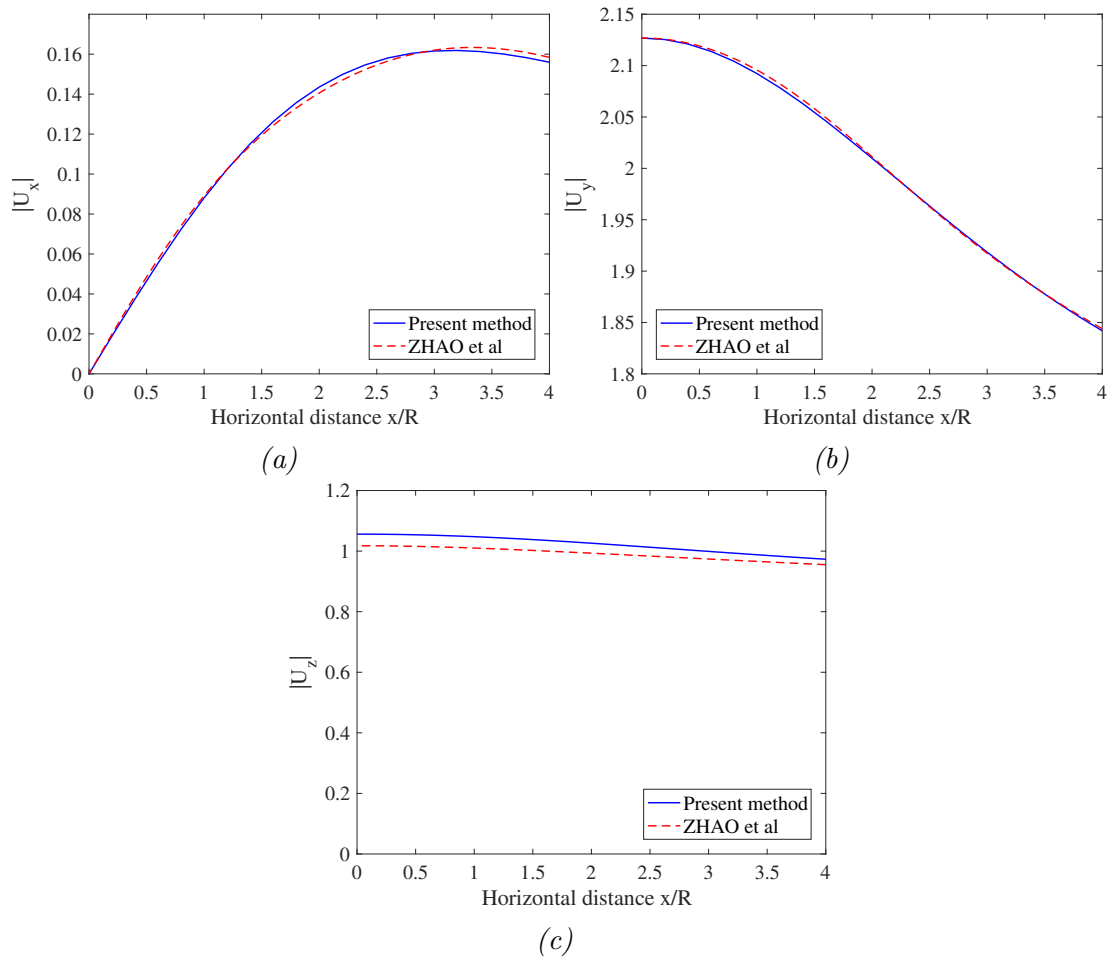 |U_x|
0.16
0.14
0.12
0.1
0.08
0.06
0.04
0.02
0
Present method
ZHAO et al
0 0.5 1 1.5 2 2.5 3 3.5 4
Horizontal distance x/R
(a)
|U_y|
2.15
2.1
2.05
2
1.95
1.9
1.85
1.8
Present method
ZHAO et al
0 0.5 1 1.5 2 2.5 3 3.5 4
Horizontal distance x/R
(b)
|U_z|
1.2
1
0.8
0.6
0.4
0.2
0
Present method
ZHAO et al
0 0.5 1 1.5 2 2.5 3 3.5 4
Horizontal distance x/R
(c)